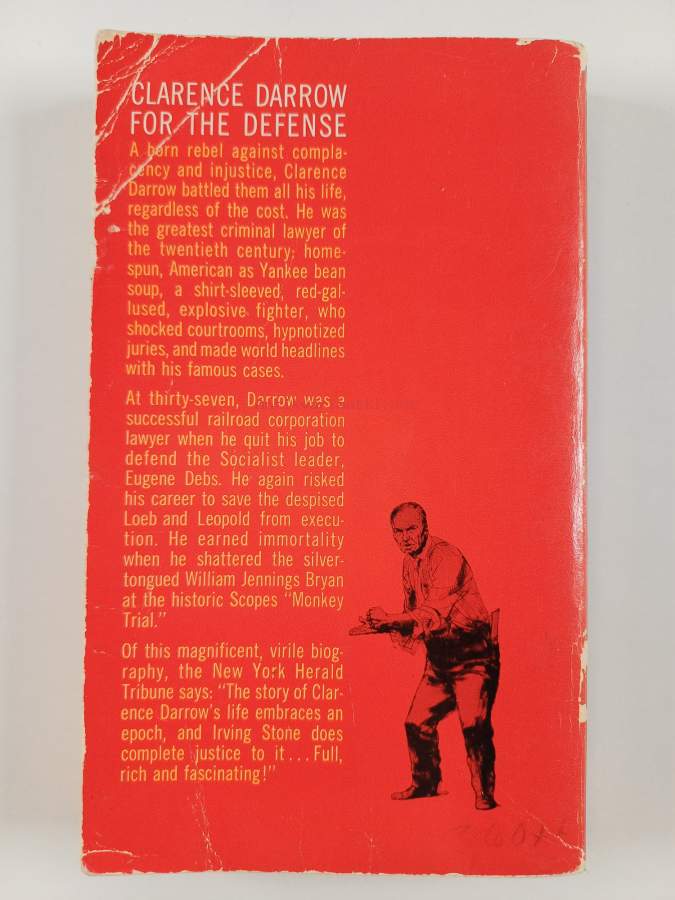 CLARENCE DARROW
FOR THE DEFENSE
A born rebel against compla-
cency and injustice, Clarence
Darrow battled them all his life,
regardless of the cost. He was
the greatest criminal lawyer of
the twentieth century; home-
spun, American as Yankee bean
soup, a shirt-sleeved, red-gal-
lused, explosive fighter, who
shocked courtrooms, hypnotized
juries, and made world headlines
with his famous cases.
At thirty-seven, Darrow was a
successful railroad corporation
lawyer when he quit his job to
defend the Socialist leader,
Eugene Debs. He again risked
his career to save the despised
Loeb and Leopold from execu-
tion. He earned immortality
when he shattered the silver-
tongued William Jennings Bryan
at the historic Scopes "Monkey
Trial."
Of this magnificent, virile biog-
raphy, the New York Herald
Tribune says: "The story of Clar-
ence Darrow's life embraces an
epoch, and Irving Stone does
complete justice to it...Full,
rich and fascinating!"